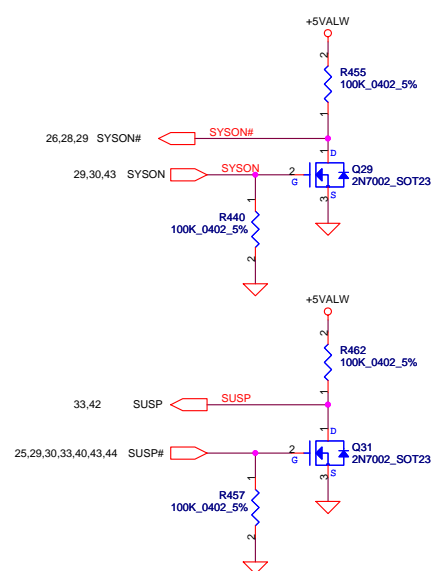 +5VALW
2
R455
100K_0402_5%
1
26,28,29 SYSON# SYSON#
1 D
29,30,43 SYSON SYSON 2 G
Q29
2N7002_SOT23
3 S
1
R440
100K_0402_5%
2
+5VALW
2
R462
100K_0402_5%
1
33,42 SUSP SUSP
1 D
25,29,30,33,40,43,44 SUSP# 2 G
Q31
2N7002_SOT23
3 S
1
R457
100K_0402_5%
2